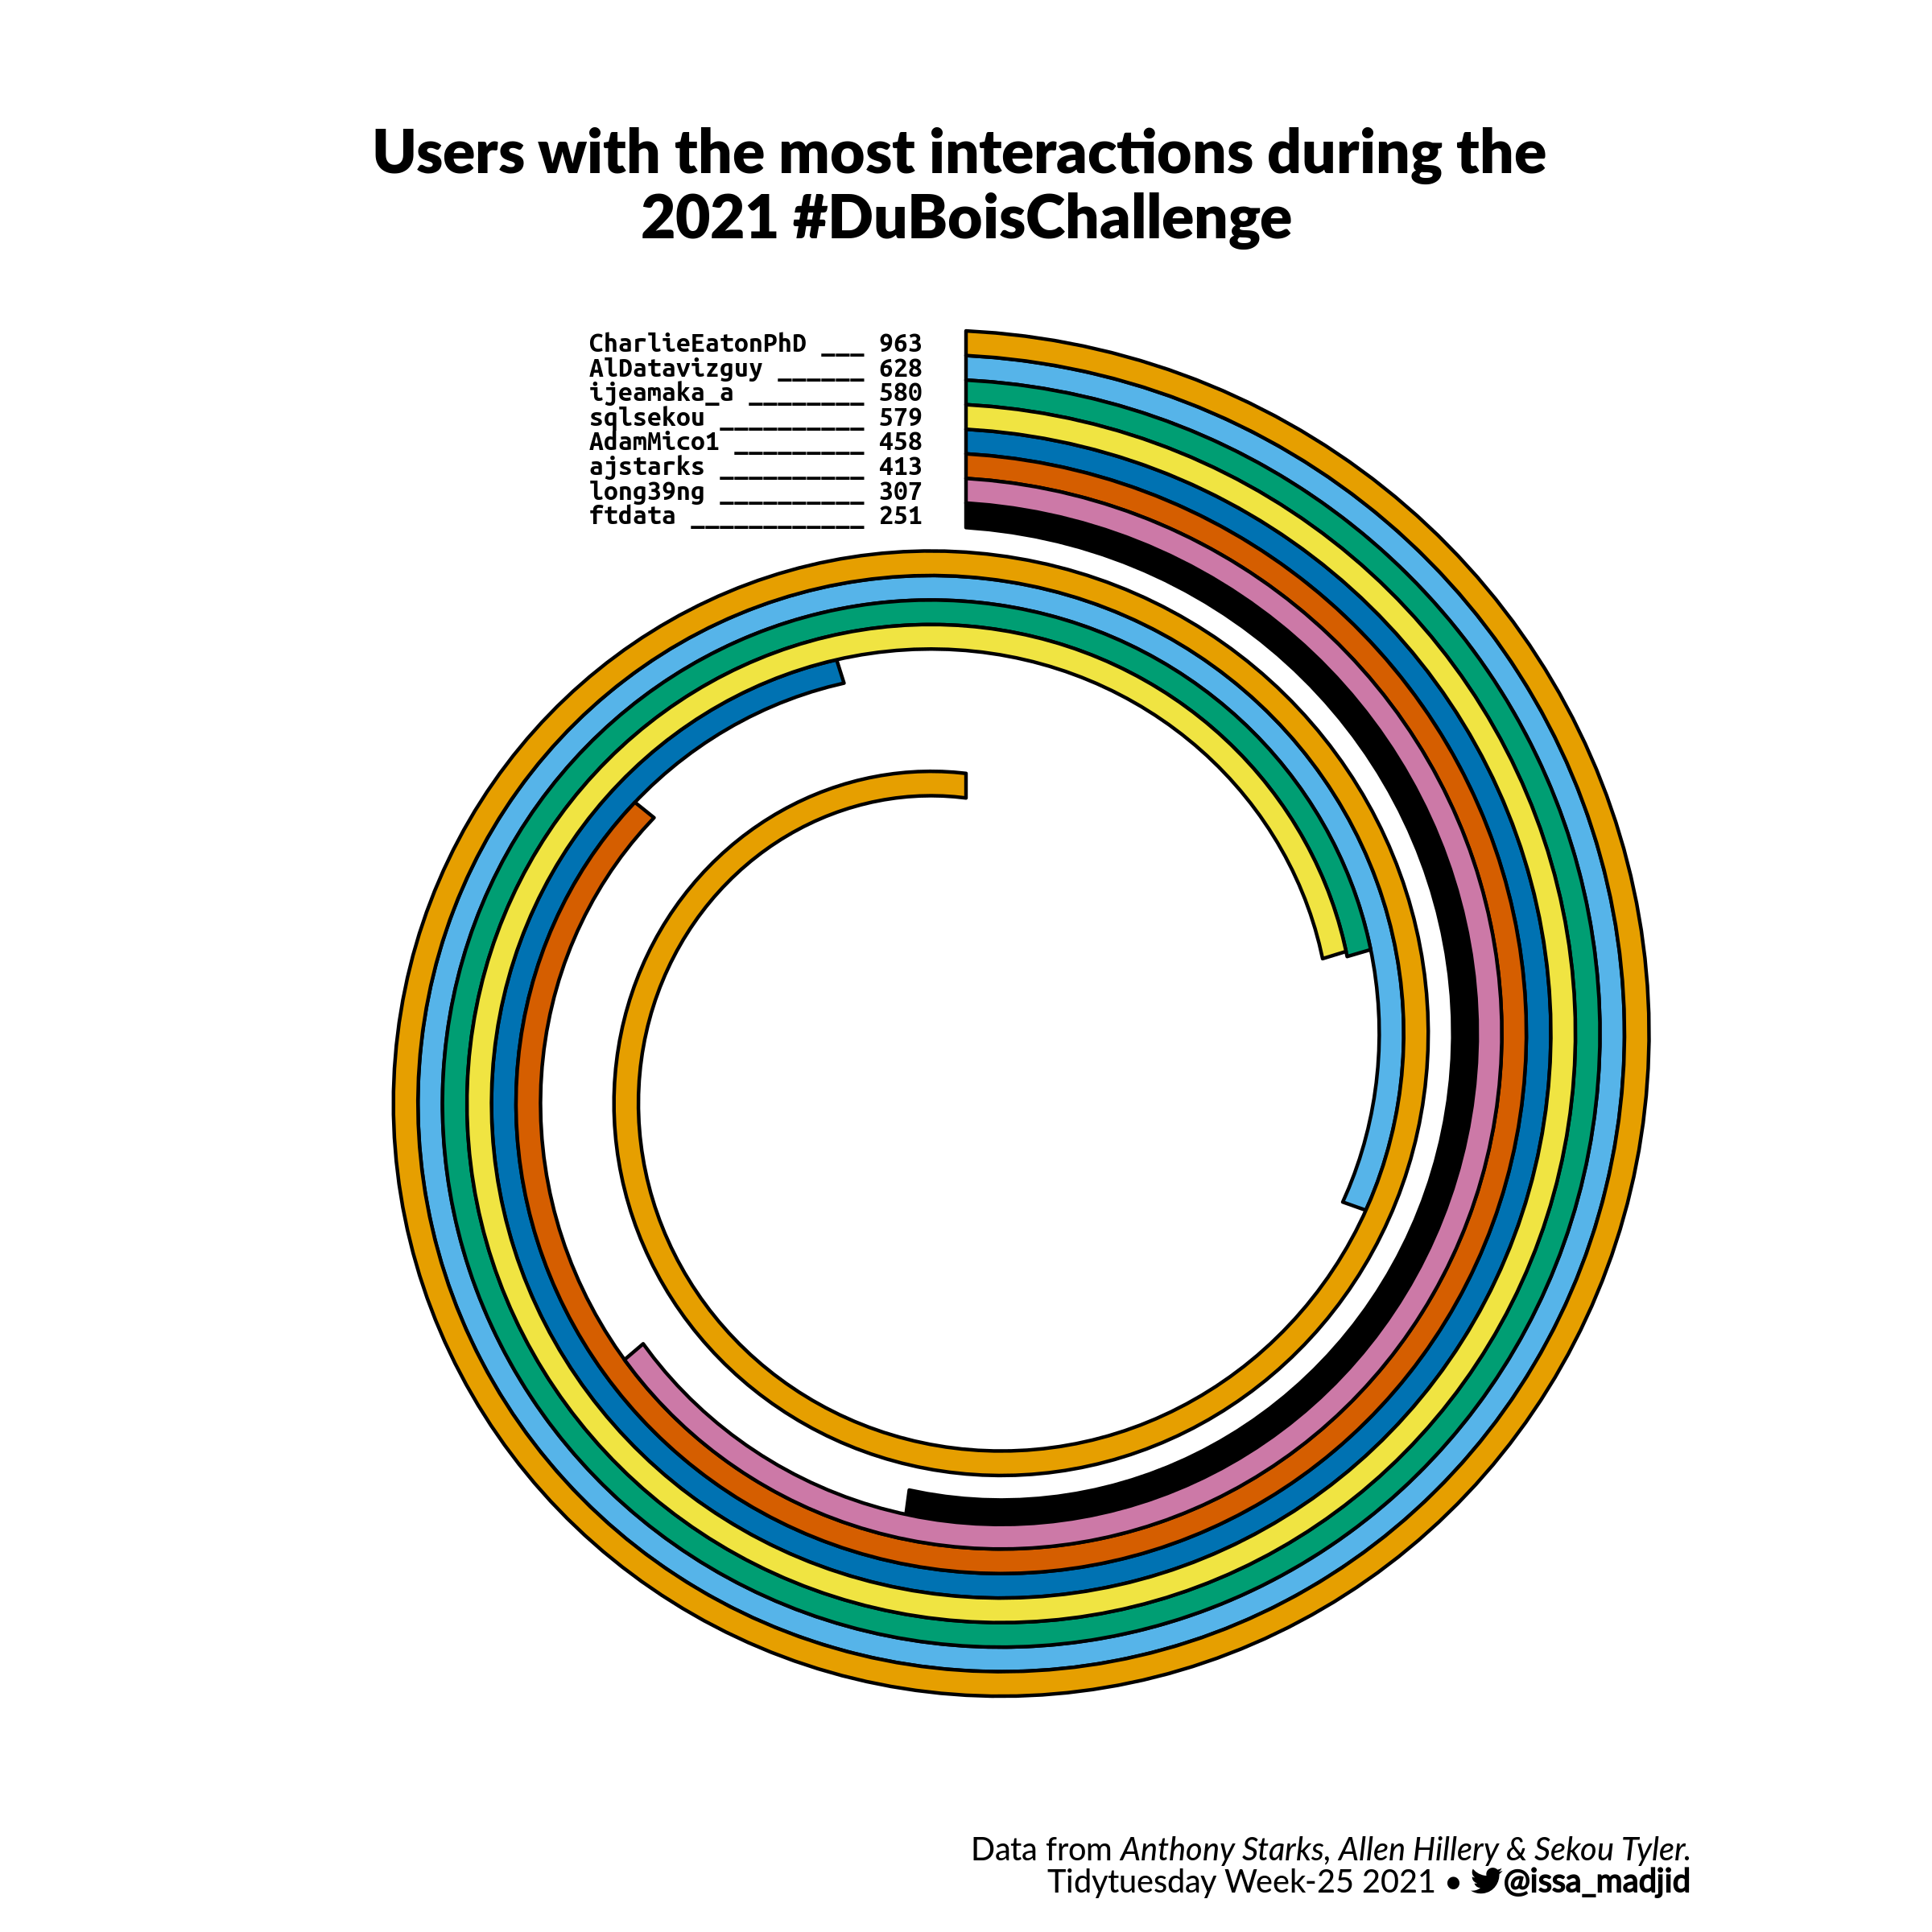 Users with the most interactions during the
2021 #DuBoisChallenge
CharlieEatonPhD ___ 963
AlDatavizguy ______ 628
ijeamaka_a ________ 580
sqlsekou __________ 579
AdamMico1 _________ 458
ajstarks __________ 413
long39ng __________ 307
ftdata ____________ 251
Data from Anthony Starks, Allen Hillery & Sekou Tyler.
Tidytuesday Week-25 2021 • @issa_madjid